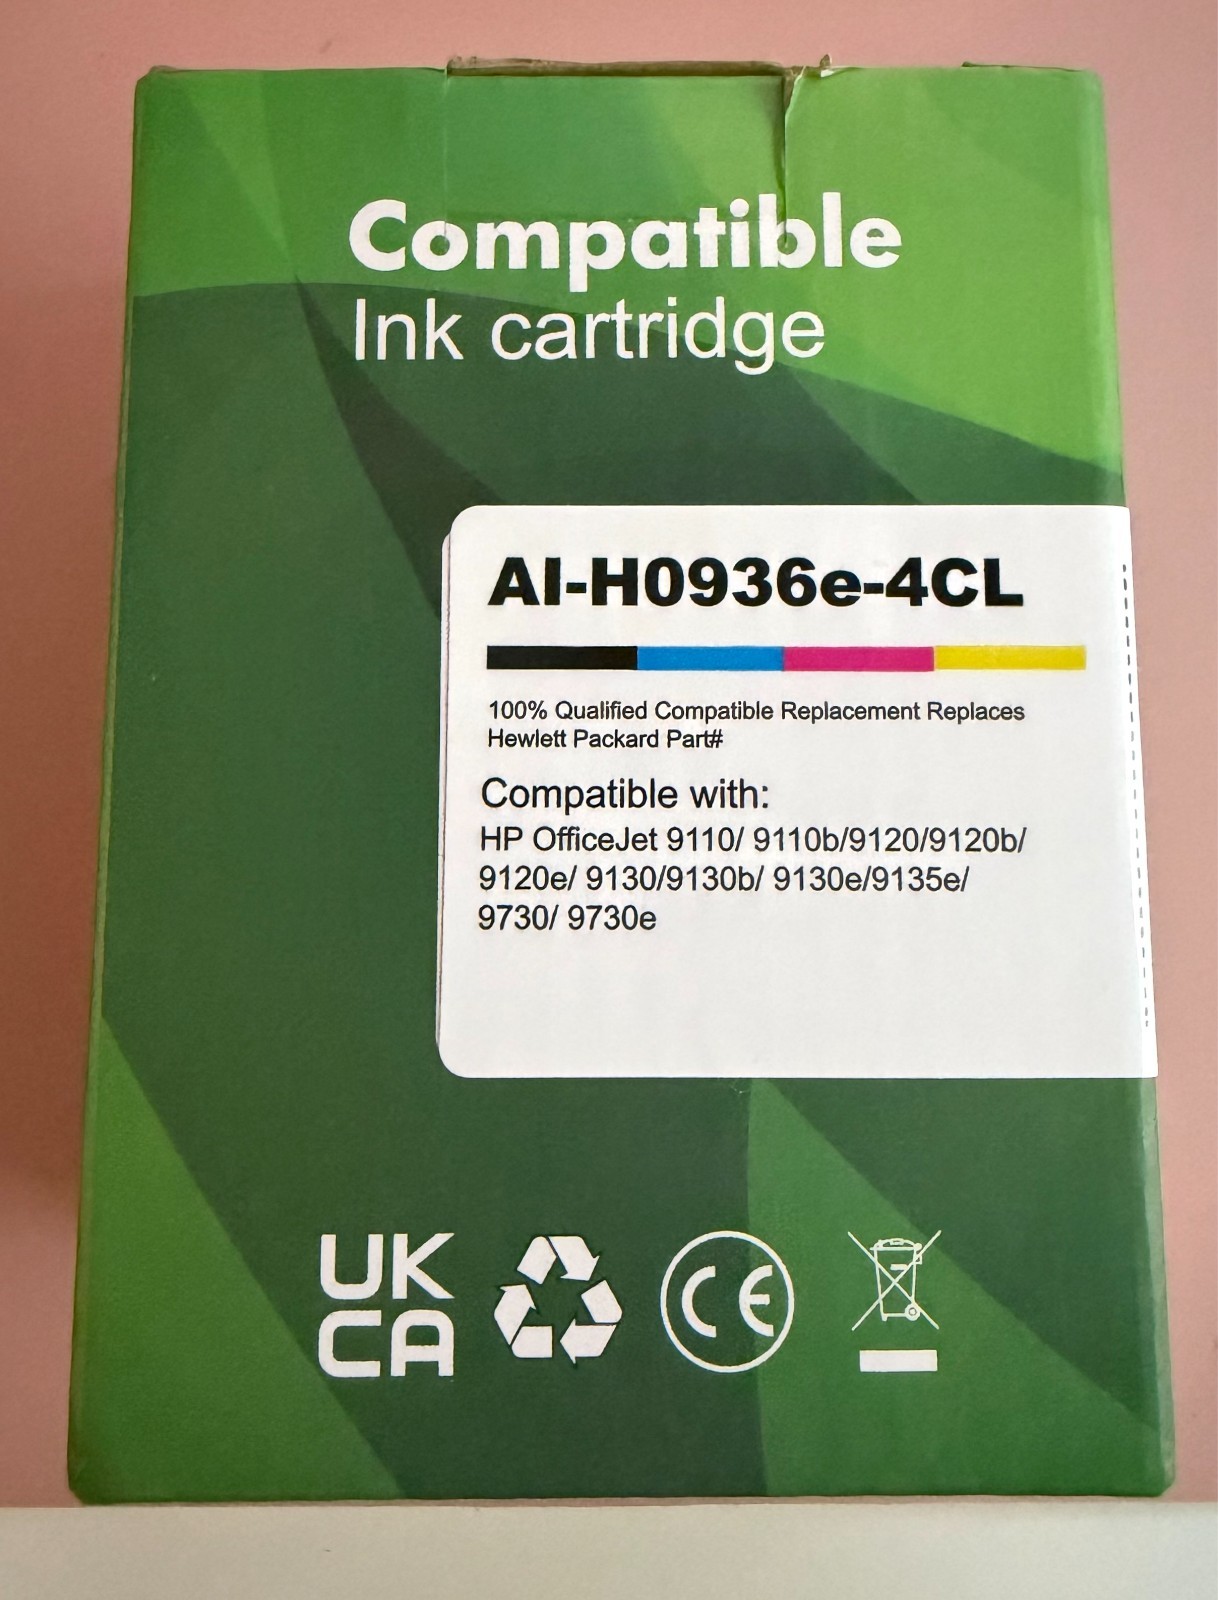 Compatible
Ink cartridge
AI-H0936e-4CL
100% Qualified Compatible Replacement Replaces
Hewlett Packard Part#
Compatible with:
HP OfficeJet 9110/ 9110b/9120/9120b/
9120e/ 9130/9130b/ 9130e/9135e/
9730/ 9730e
UK
CA
CE